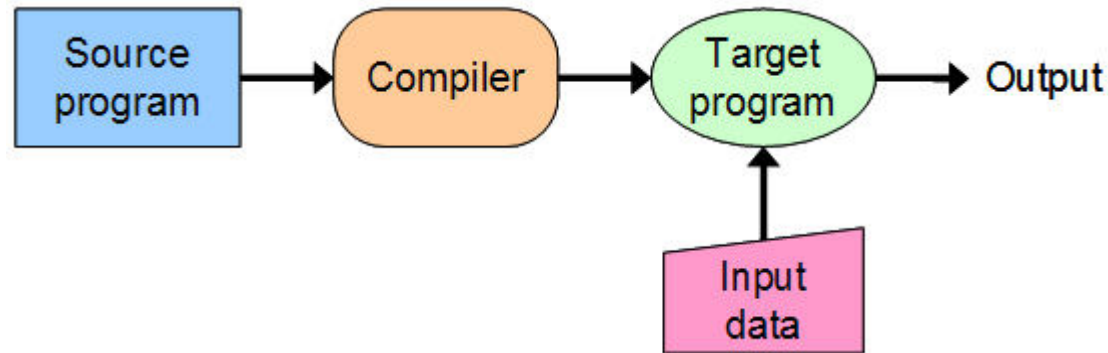 Source
program
Compiler
Target
program
Output
Input
data